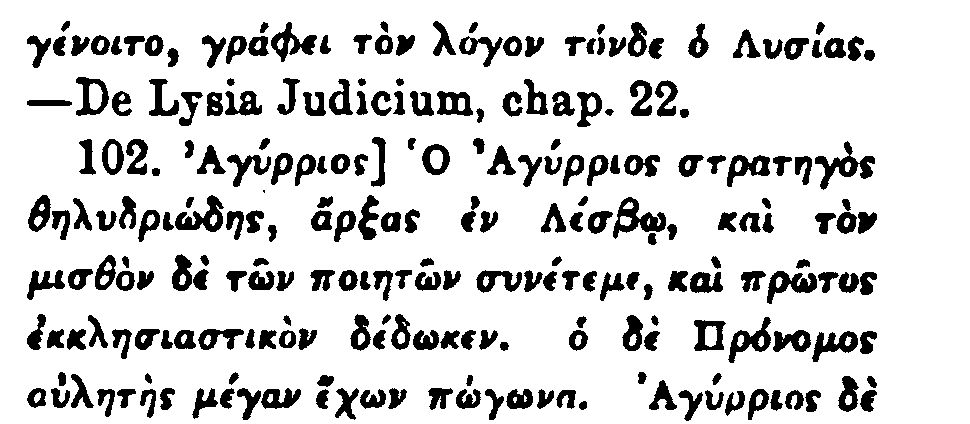 γένοιτο, γράφει τὸν λόγον τόνδε ὁ Λυσίας.
—De Lysia Judicium, chap. 22.
102. Ἀγύρριος] Ὁ Ἀγύρριος στρατηγὸς
θηλυδριώδης, ἄρξας ἐν Λέσβῳ, καὶ τὸν
μισθὸν δὲ τῶν ποιητῶν συνέτεμε, καὶ πρῶτος
ἐκκλησιαστικὸν δέδωκεν. ὁ δὲ Πρόνομος
αὐλητὴς μέγαν ἔχων πώγωνα. Ἀγύρριος δὲ